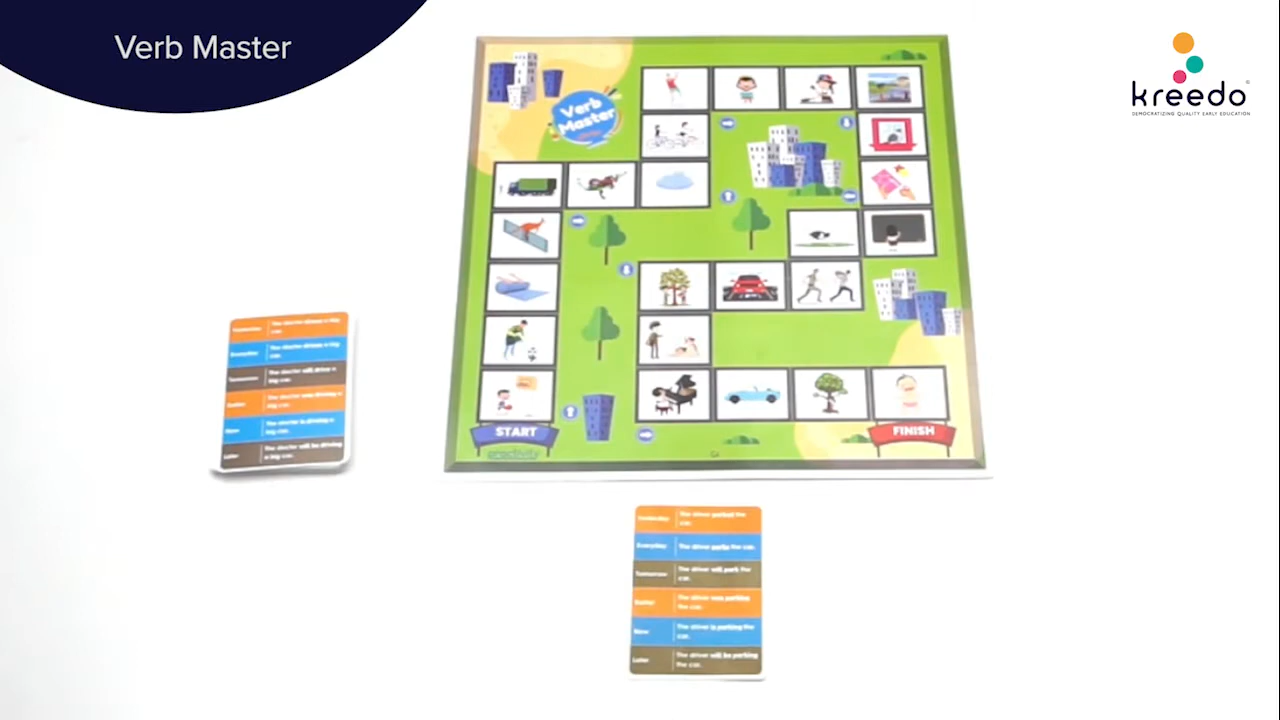 Verb Master
kreedo
DEMOCRATIZING QUALITY EARLY EDUCATION
Verb
Master
START
FINISH
The doctor drives a big
car.
Everyday
The doctor drives a big
car.
Tomorrow
The doctor will drive a
big car.
The doctor was driving a
big car.
Now
The doctor is driving a
big car.
Later
The doctor will be driving
a big car.
Yesterday
The driver parked the
car.
Everyday
The driver parks the car.
Tomorrow
The driver will park the
car.
Earlier
The driver was parking
the car.
Now
The driver is parking the
car.
Later
The driver will be parking
the car.